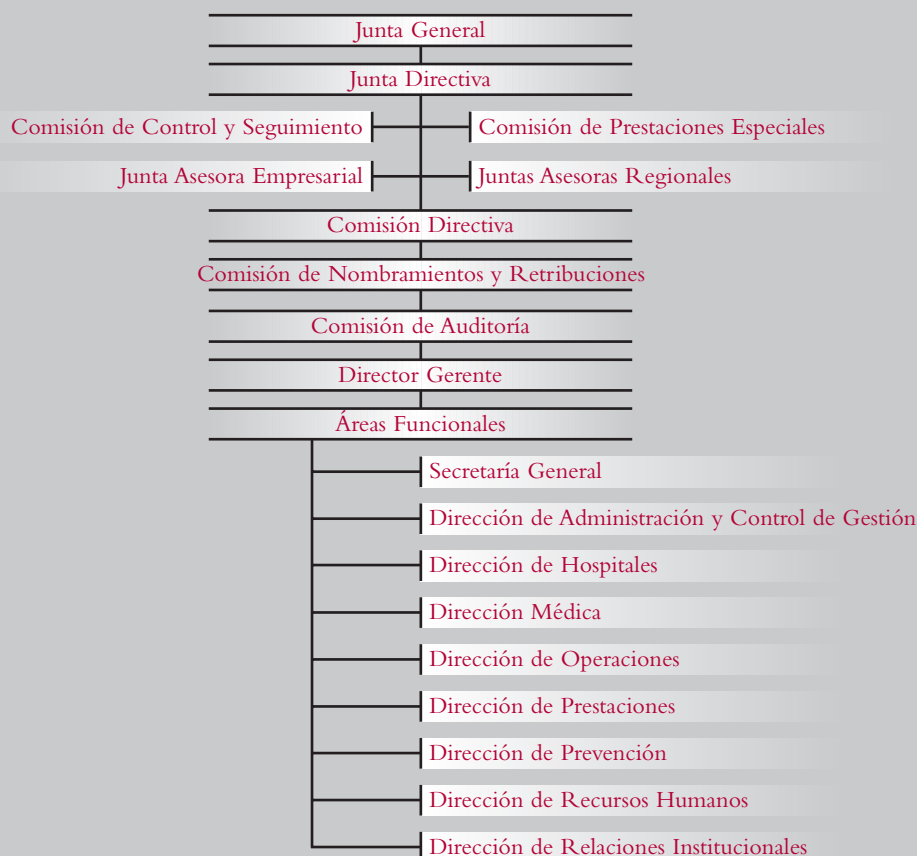 Junta General
Junta Directiva
Comisión de Control y Seguimiento
Comisión de Prestaciones Especiales
Junta Asesora Empresarial
Juntas Asesoras Regionales
Comisión Directiva
Comisión de Nombramientos y Retribuciones
Comisión de Auditoría
Director Gerente
Áreas Funcionales
Secretaría General
Dirección de Administración y Control de Gestión
Dirección de Hospitales
Dirección Médica
Dirección de Operaciones
Dirección de Prestaciones
Dirección de Prevención
Dirección de Recursos Humanos
Dirección de Relaciones Institucionales